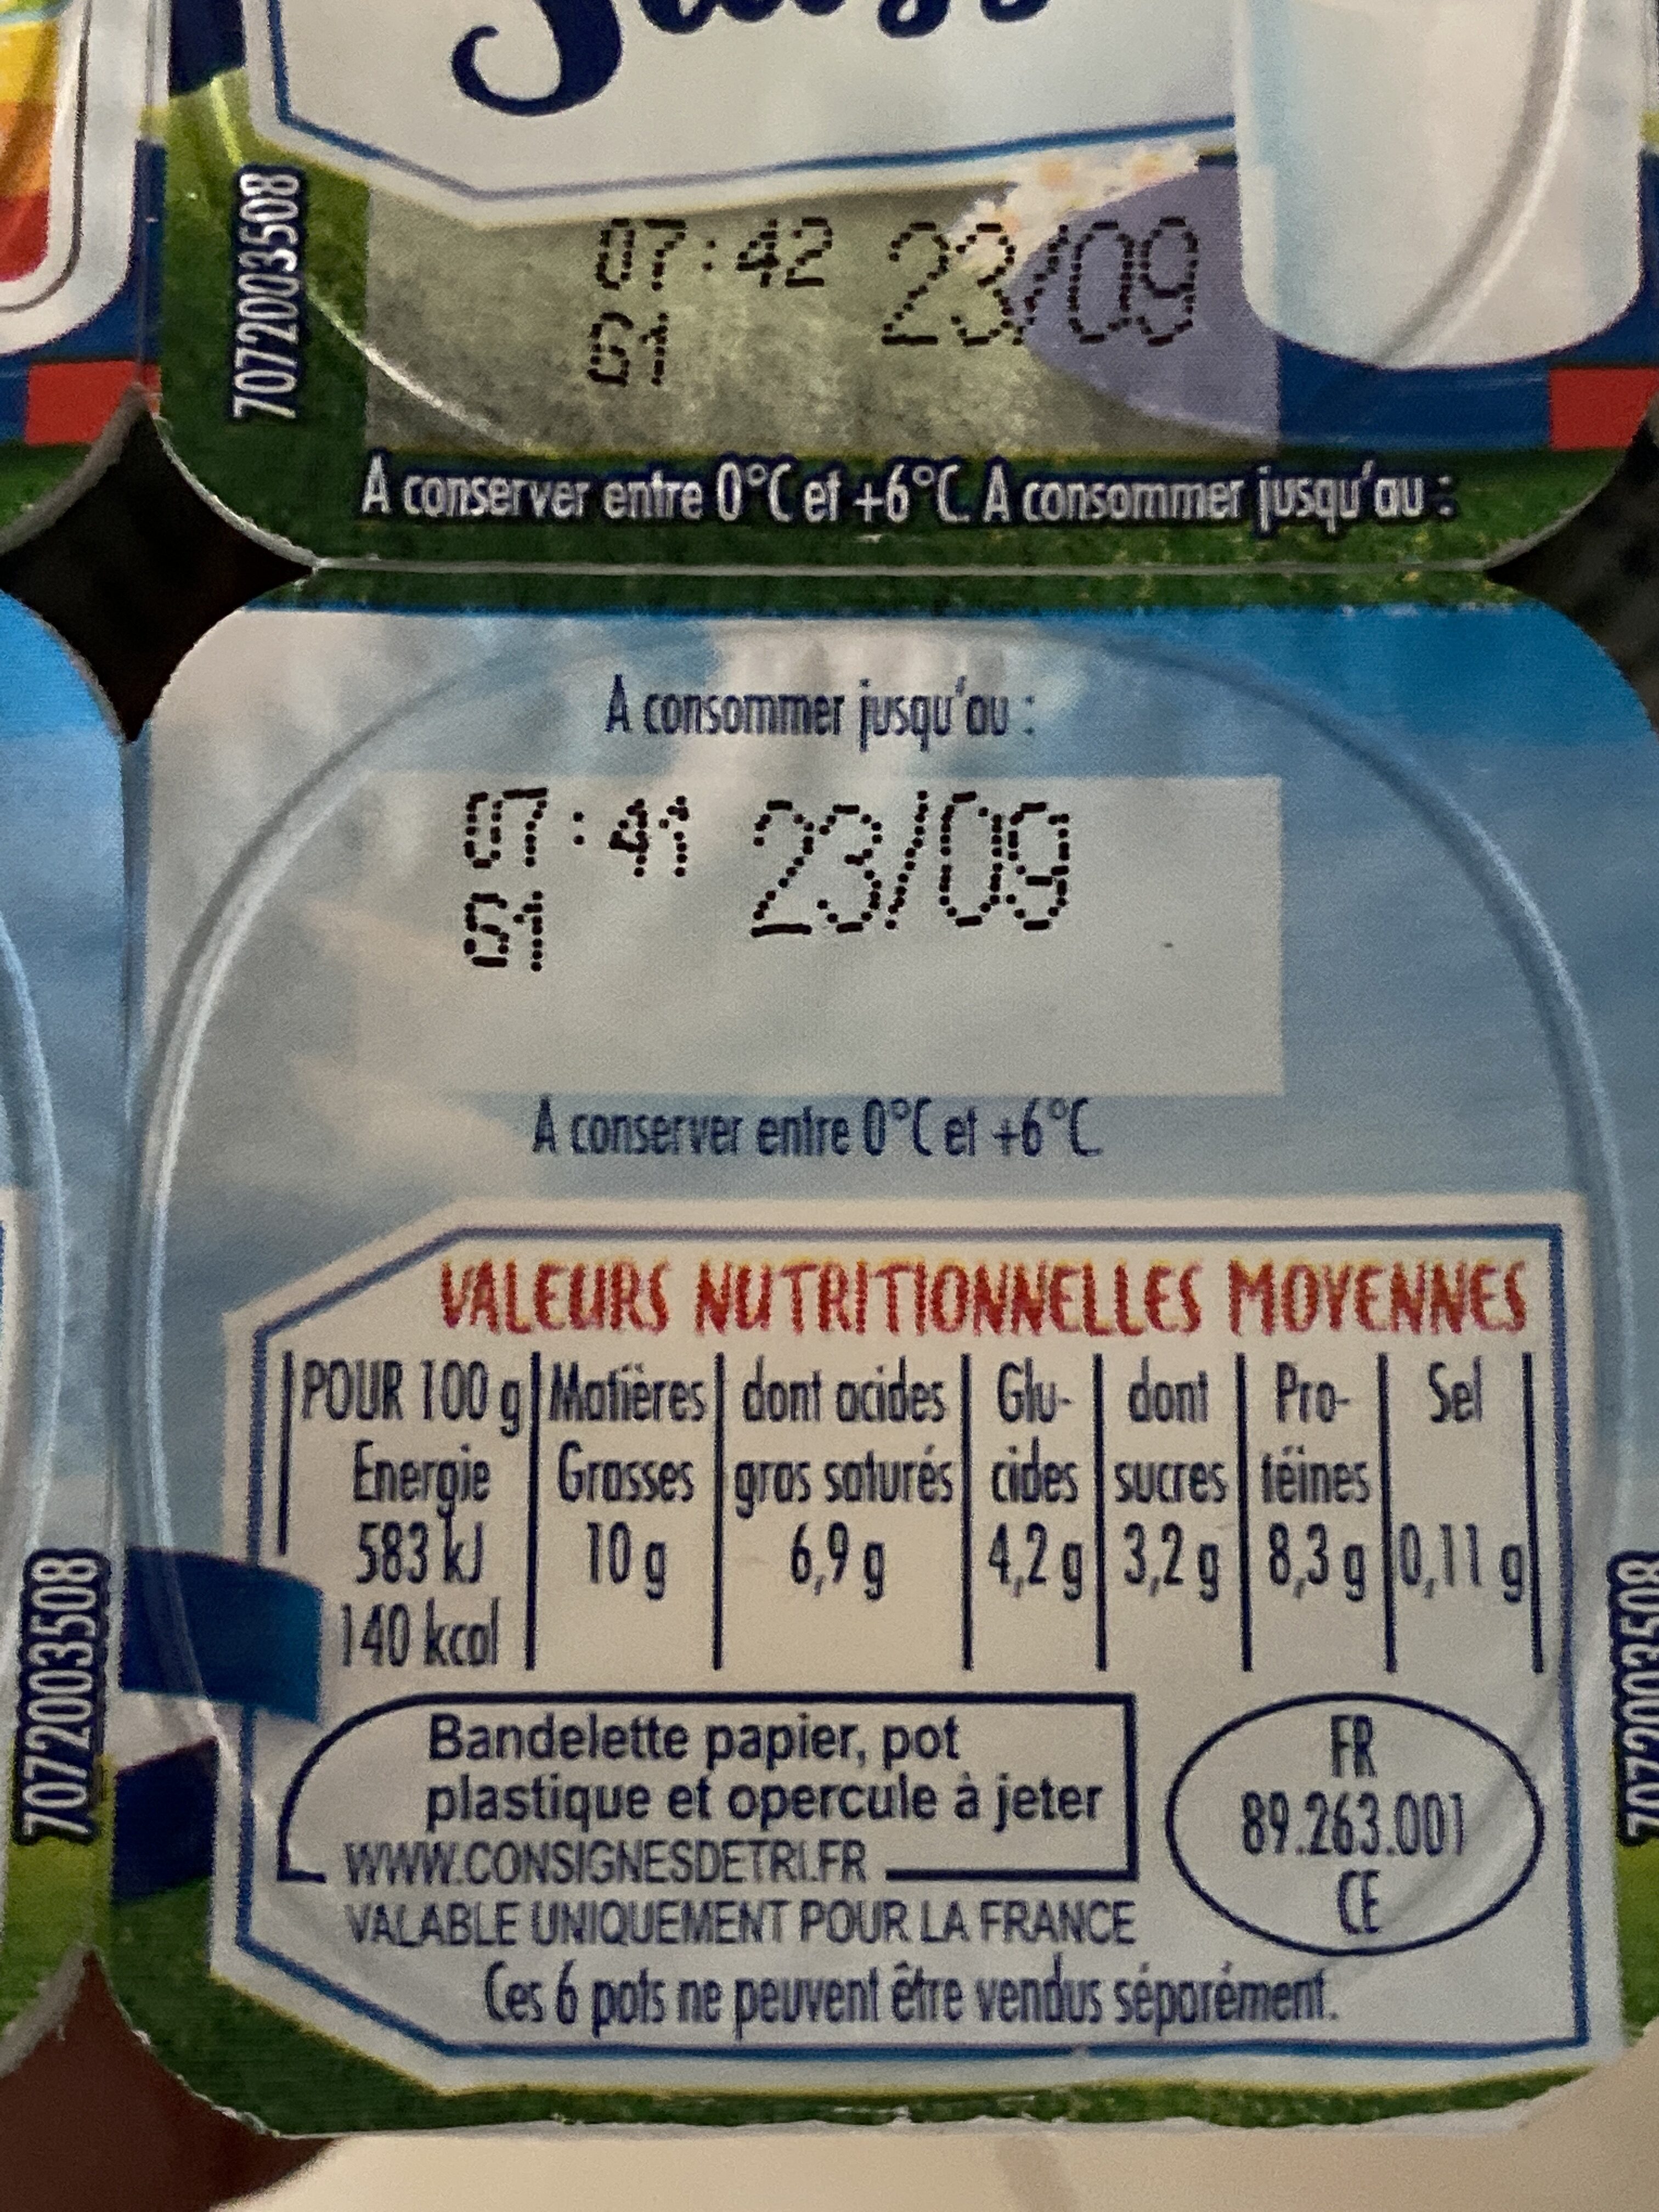 7072003508
07:42 23/09
G1
A conserver entre 0°C et +6°C. A consommer jusqu'au :
A consommer jusqu'au :
07:41 23/09
G1
A conserver entre 0°C et +6°C
VALEURS NUTRITIONNELLES MOYENNES
POUR 100 g Matières dont acides Glu- dont Pro- Sel
Energie Grasses gras saturés cides sucres téines
583 kJ 10 g 6,9 g 4,2 g 3,2 g 8,3 g 0,11 g
140 kcal
Bandelette papier, pot
plastique et opercule à jeter
WWW.CONSIGNESDETRI.FR
VALABLE UNIQUEMENT POUR LA FRANCE
FR
89.263.001
CE
Ces 6 pots ne peuvent être vendus séparément.
7072003508
7072003508